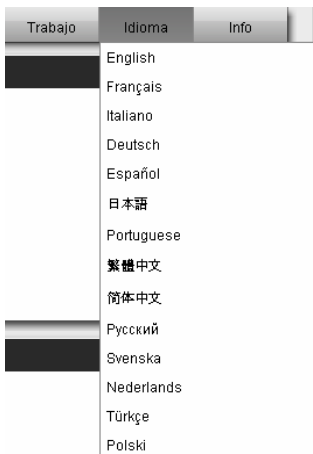 Trabajo Idioma Info
English
Français
Italiano
Deutsch
Español
日本語
Portuguese
繁體中文
简体中文
Русский
Svenska
Nederlands
Türkçe
Polski